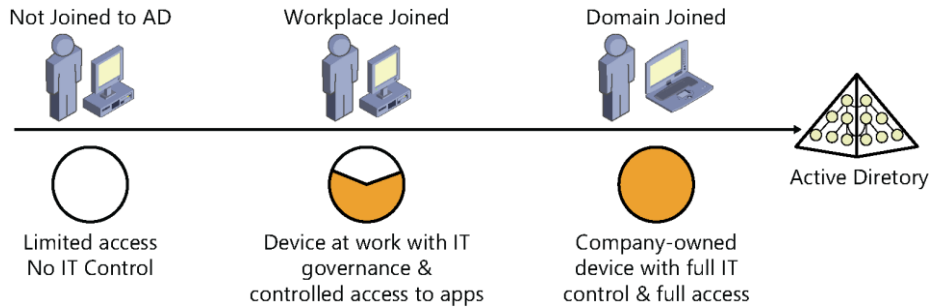 Not Joined to AD
Workplace Joined
Domain Joined
Active Diretory
Limited access
No IT Control
Device at work with IT
governance &
controlled access to apps
Company-owned
device with full IT
control & full access